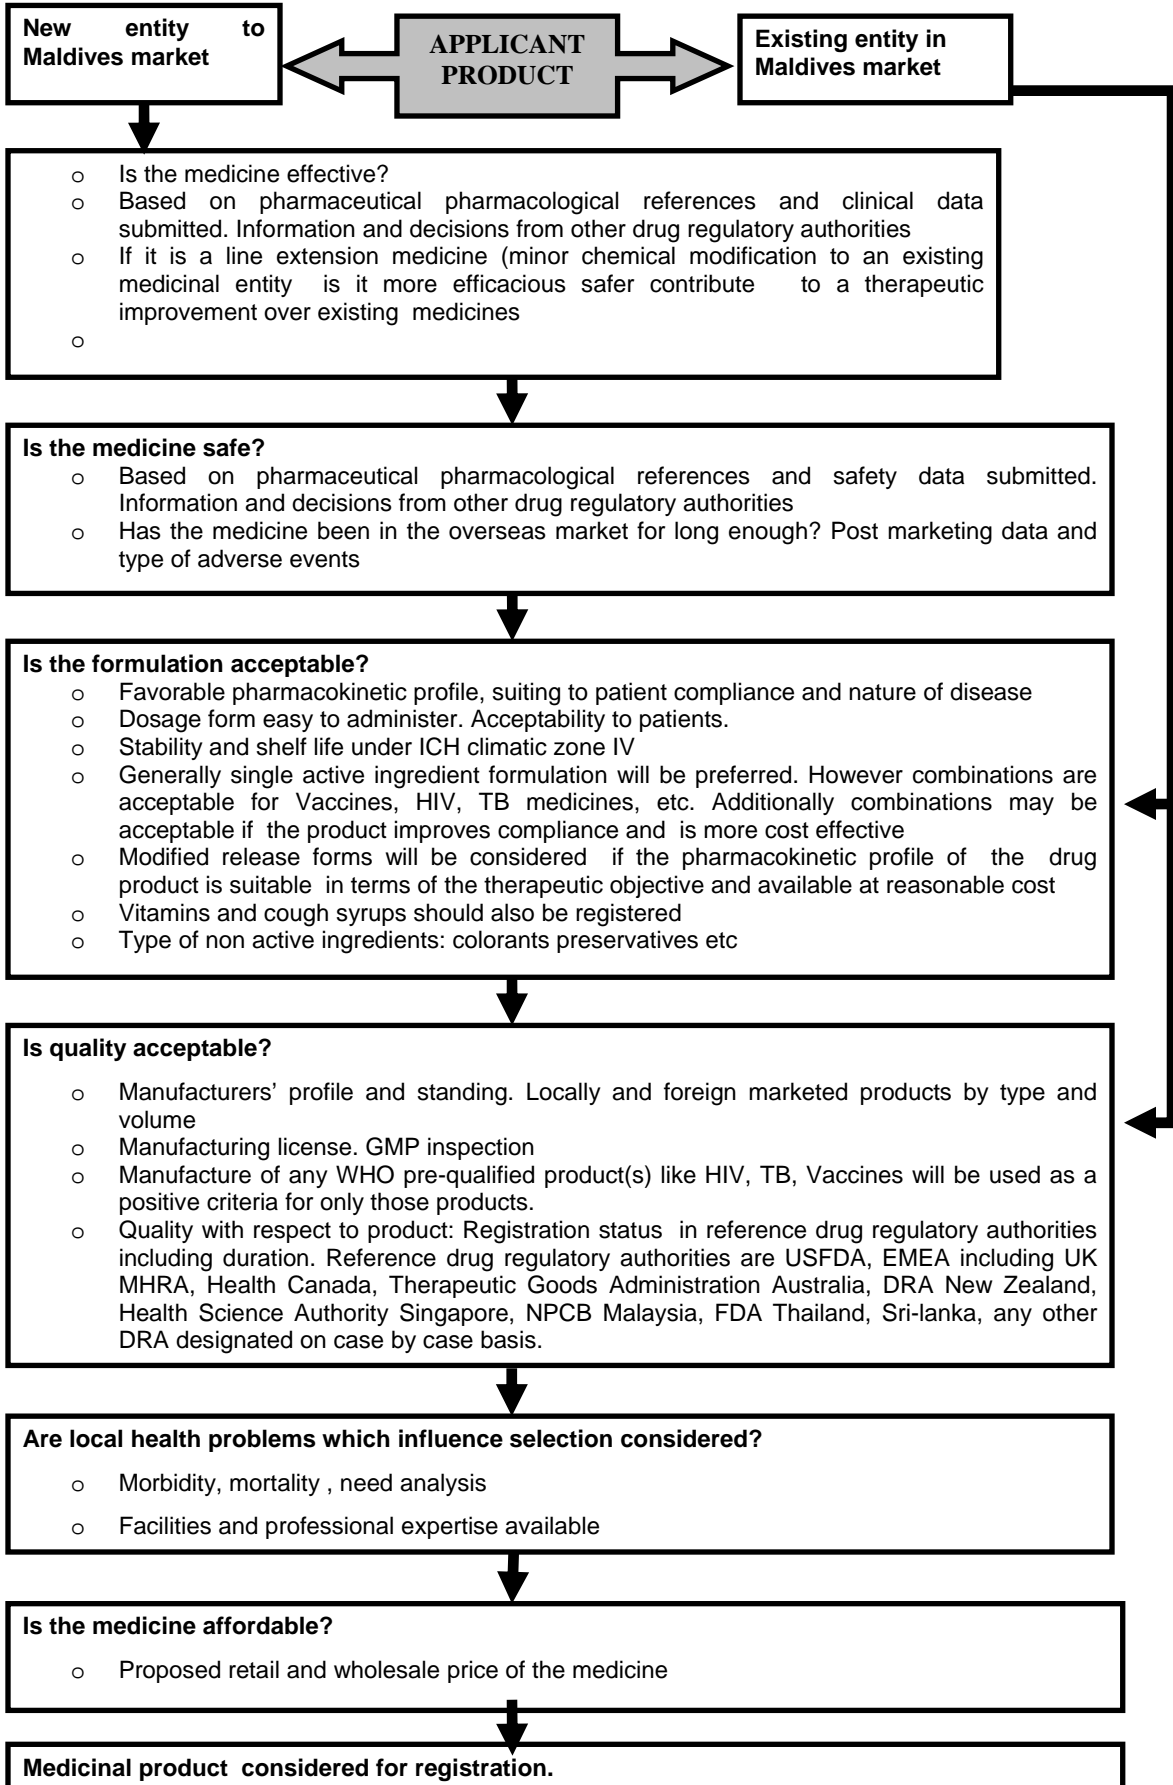 New entity to
Maldives market
APPLICANT
PRODUCT
Existing entity in
Maldives market
o Is the medicine effective?
o Based on pharmaceutical pharmacological references and clinical data
submitted. Information and decisions from other drug regulatory authorities
o If it is a line extension medicine (minor chemical modification to an existing
medicinal entity is it more efficacious safer contribute to a therapeutic
improvement over existing medicines
o
Is the medicine safe?
o Based on pharmaceutical pharmacological references and safety data submitted.
Information and decisions from other drug regulatory authorities
o Has the medicine been in the overseas market for long enough? Post marketing data and
type of adverse events
Is the formulation acceptable?
o Favorable pharmacokinetic profile, suiting to patient compliance and nature of disease
o Dosage form easy to administer. Acceptability to patients.
o Stability and shelf life under ICH climatic zone IV
o Generally single active ingredient formulation will be preferred. However combinations are
acceptable for Vaccines, HIV, TB medicines, etc. Additionally combinations may be
acceptable if the product improves compliance and is more cost effective
o Modified release forms will be considered if the pharmacokinetic profile of the drug
product is suitable in terms of the therapeutic objective and available at reasonable cost
o Vitamins and cough syrups should also be registered
o Type of non active ingredients: colorants preservatives etc
Is quality acceptable?
o Manufacturers’ profile and standing. Locally and foreign marketed products by type and
volume
o Manufacturing license. GMP inspection
o Manufacture of any WHO pre-qualified product(s) like HIV, TB, Vaccines will be used as a
positive criteria for only those products.
o Quality with respect to product: Registration status in reference drug regulatory authorities
including duration. Reference drug regulatory authorities are USFDA, EMEA including UK
MHRA, Health Canada, Therapeutic Goods Administration Australia, DRA New Zealand,
Health Science Authority Singapore, NPCB Malaysia, FDA Thailand, Sri-lanka, any other
DRA designated on case by case basis.
Are local health problems which influence selection considered?
o Morbidity, mortality , need analysis
o Facilities and professional expertise available
Is the medicine affordable?
o Proposed retail and wholesale price of the medicine
Medicinal product considered for registration.